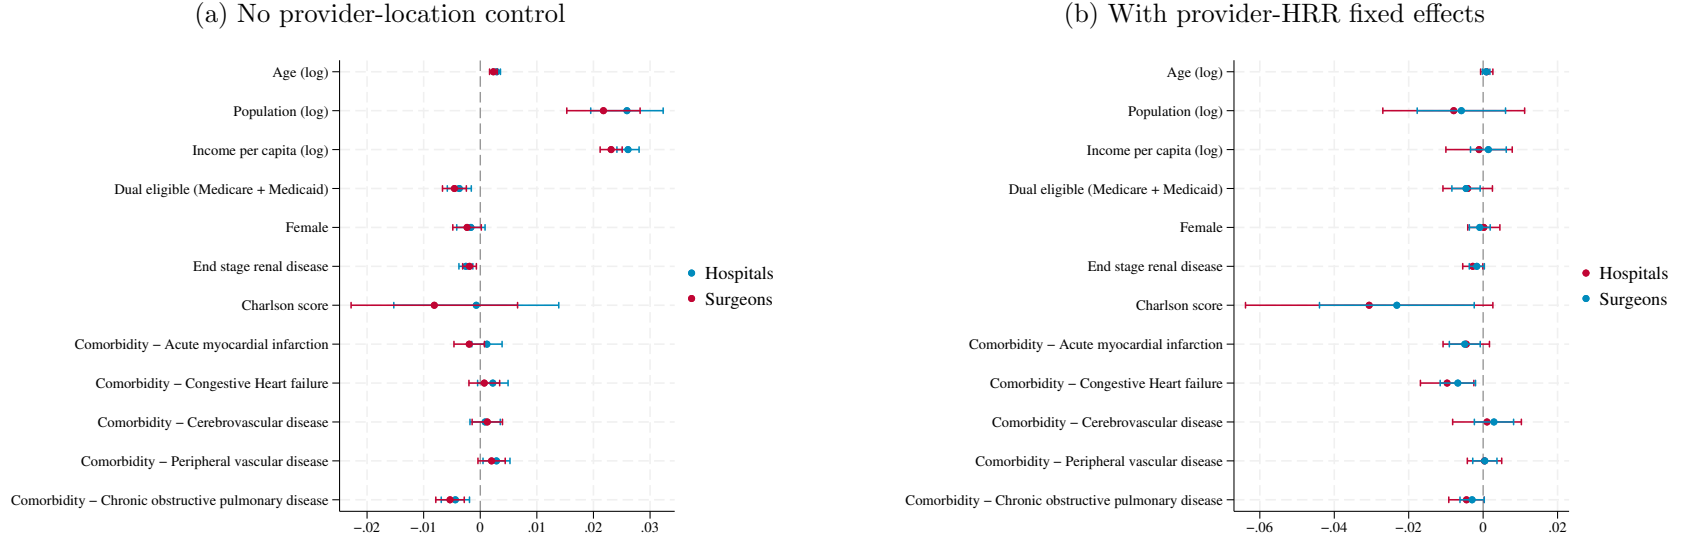 (a) No provider-location control
Age (log)
Population (log)
Income per capita (log)
Dual eligible (Medicare + Medicaid)
Female
End stage renal disease
Charlson score
Comorbidity − Acute myocardial infarction
Comorbidity − Congestive Heart failure
Comorbidity − Cerebrovascular disease
Comorbidity − Peripheral vascular disease
Comorbidity − Chronic obstructive pulmonary disease
−.02 −.01 0 .01 .02 .03
Hospitals
Surgeons
(b) With provider-HRR fixed effects
Age (log)
Population (log)
Income per capita (log)
Dual eligible (Medicare + Medicaid)
Female
End stage renal disease
Charlson score
Comorbidity − Acute myocardial infarction
Comorbidity − Congestive Heart failure
Comorbidity − Cerebrovascular disease
Comorbidity − Peripheral vascular disease
Comorbidity − Chronic obstructive pulmonary disease
−.06 −.04 −.02 0 .02
Hospitals
Surgeons